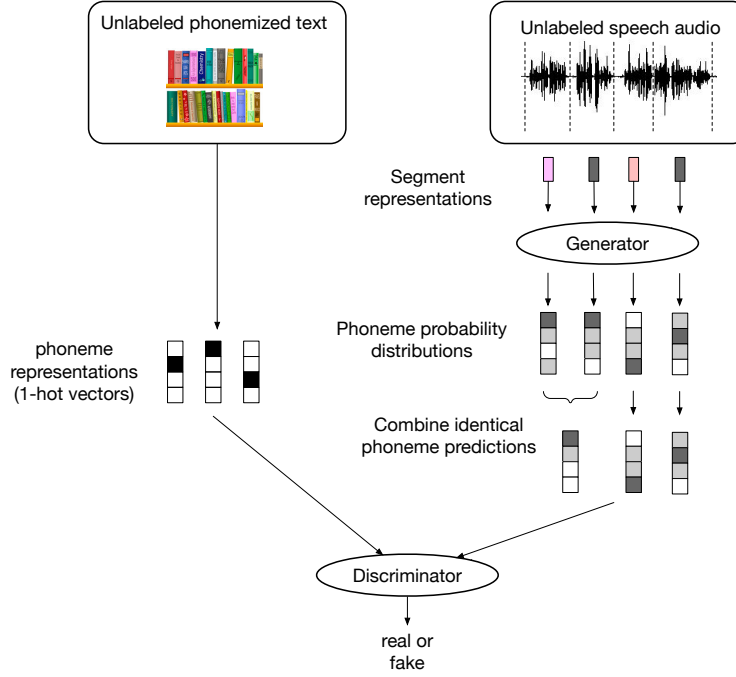 Unlabeled phonemized text
Chemistry
Unlabeled speech audio
Segment
representations
Generator
Phoneme probability
distributions
phoneme
representations
(1-hot vectors)
Combine identical
phoneme predictions
Discriminator
real or
fake